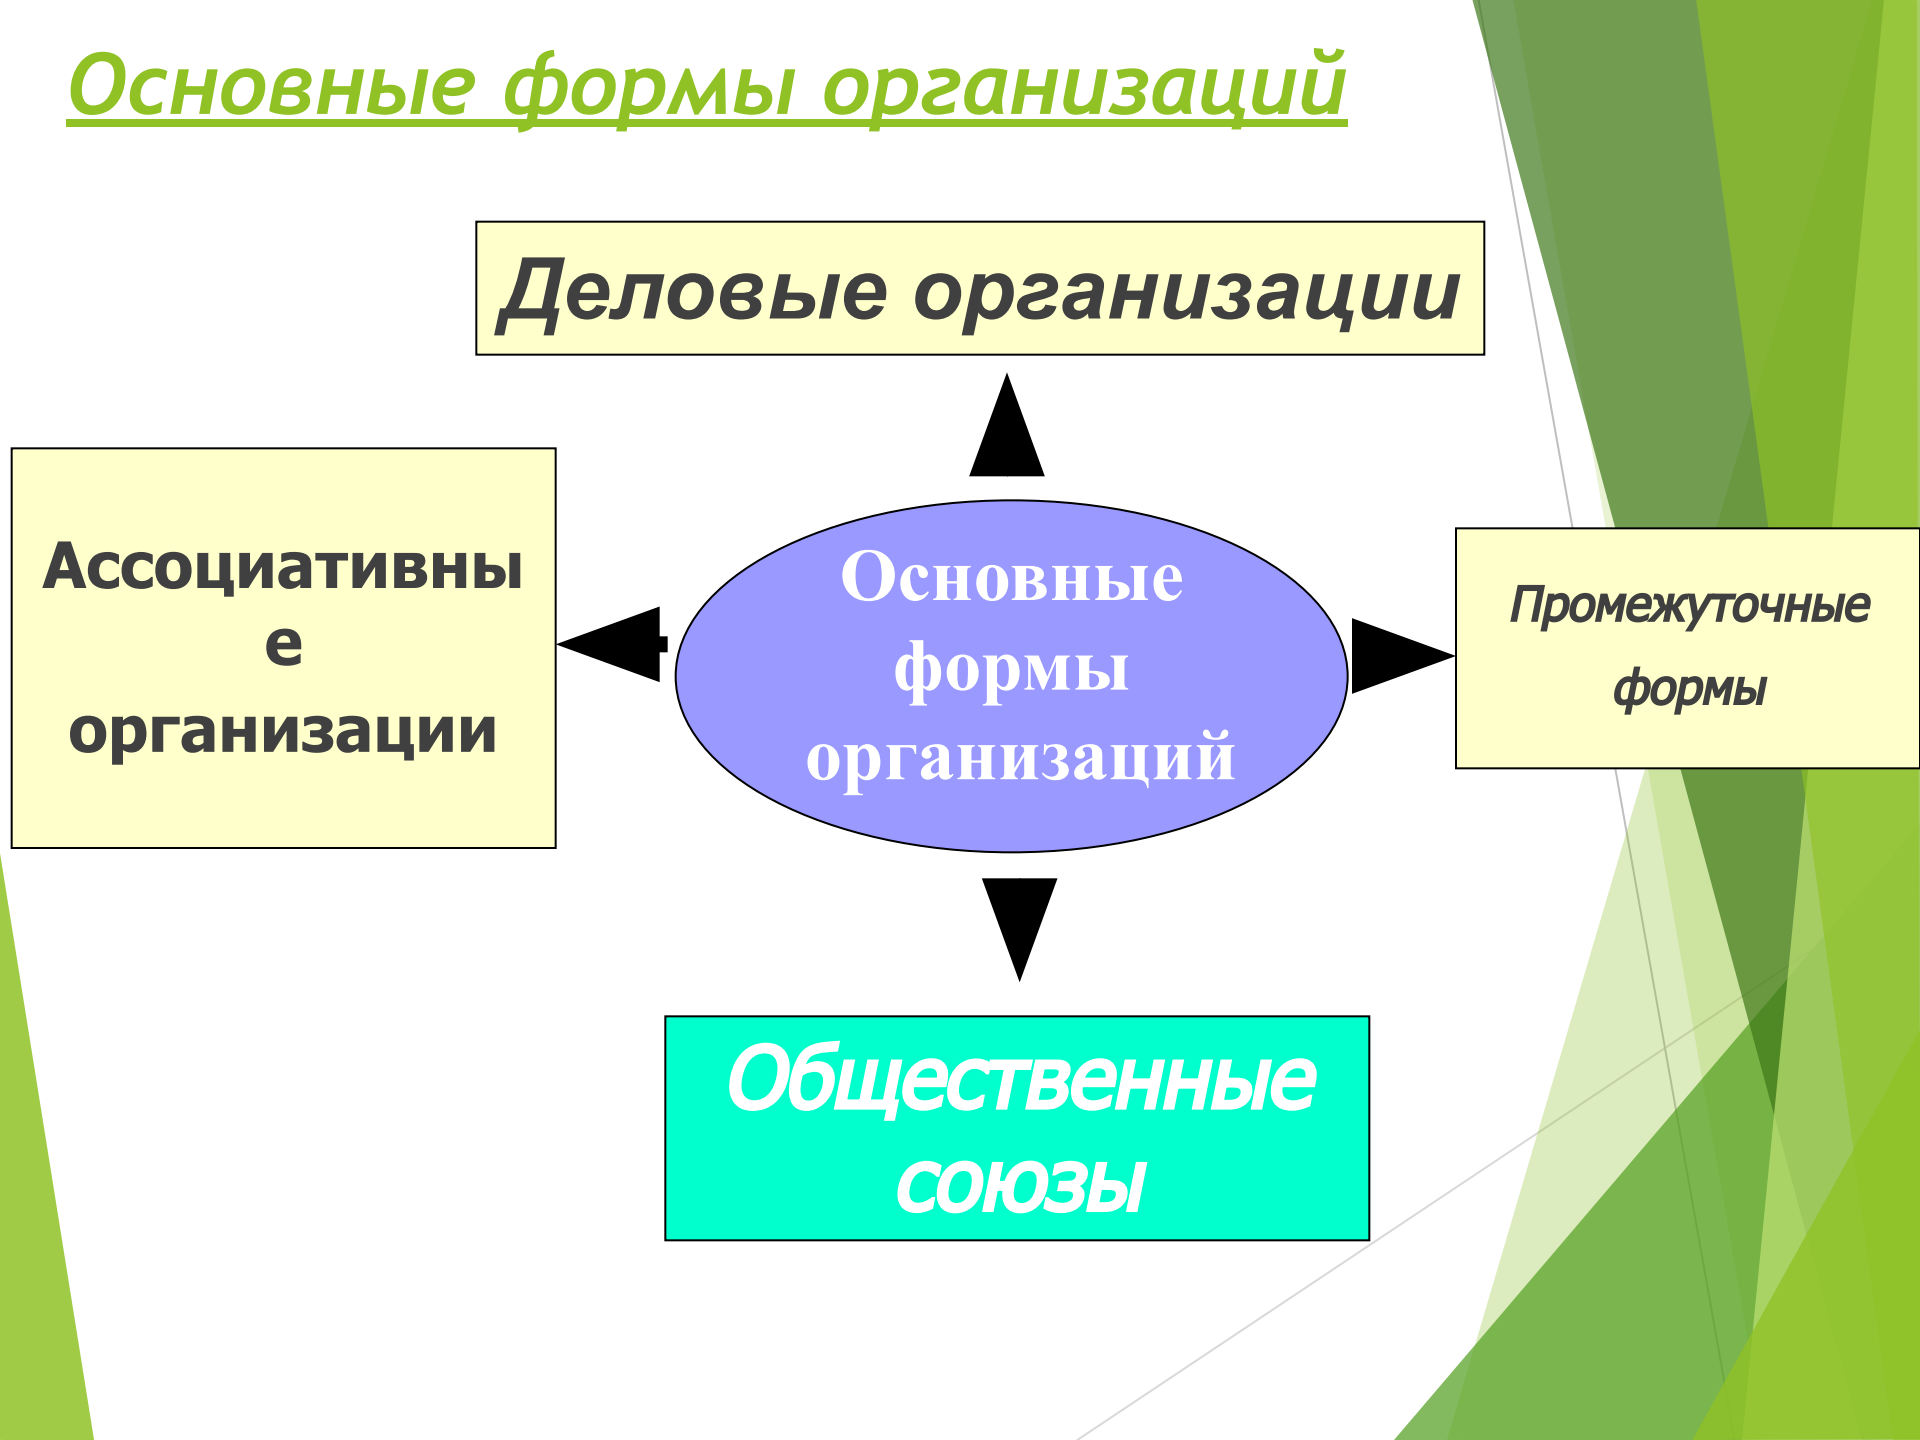 Основные формы организаций
Деловые организации
Ассоциативны
е
организации
Основные
формы
организаций
Промежуточные
формы
Общественные
союзы